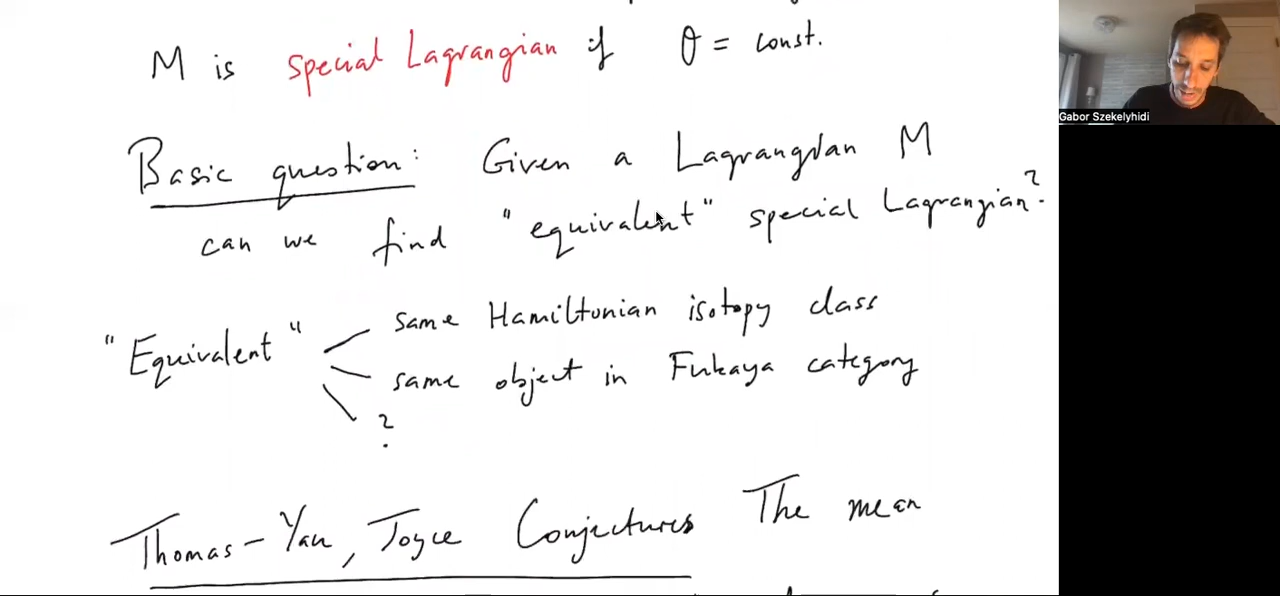 M is special Lagrangian if θ = const.
Basic question: Given a Lagrangian M
can we find "equivalent" special Lagrangian?
"Equivalent"
same Hamiltonian isotopy class
same object in Fukaya category
?
Thomas-Yau, Joyce Conjectures The mean
Gabor Szekelyhidi